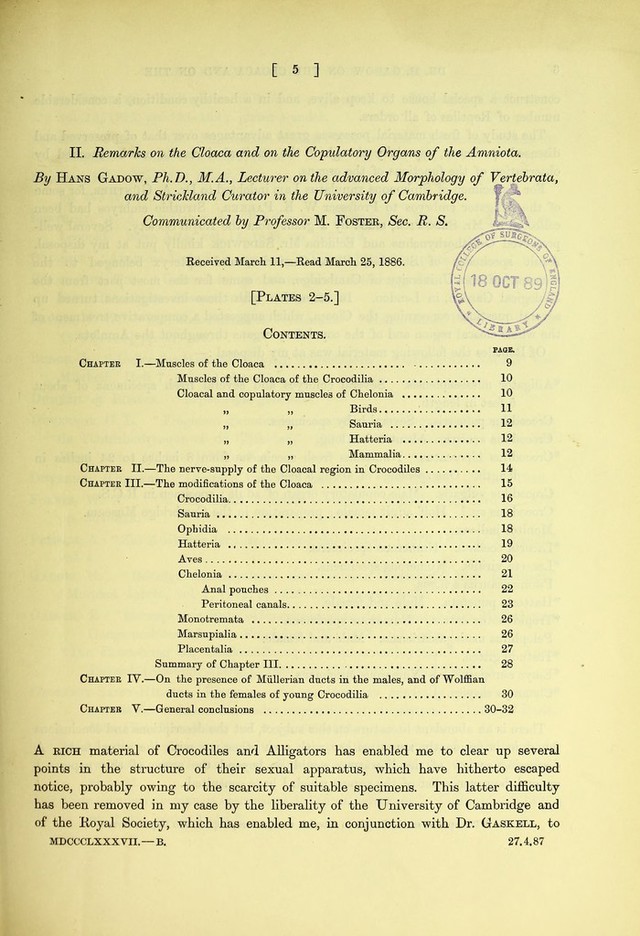 [ 5 ]
II. Remarks on the Cloaca and on the Copulatory Organs of the Amniota.
By HANS GADOW, Ph.D., M.A., Lecturer on the advanced Morphology of Vertebrata,
and Strickland Curator in the University of Cambridge.
Communicated by Professor M. FOSTER, Sec. R. S.
Received March 11,—Read March 25, 1886.
[PLATES 2–5.]
ROYAL COLLEGE OF SURGEONS OF ENGLAND
18 OCT 89
* LIBRARY *
CONTENTS.
PAGE.
CHAPTER I.—Muscles of the Cloaca ........................ 9
Muscles of the Cloaca of the Crocodilia .................. 10
Cloacal and copulatory muscles of Chelonia .............. 10
„ „ Birds.................. 11
„ „ Sauria ................ 12
„ „ Hatteria .............. 12
„ „ Mammalia.............. 12
CHAPTER II.—The nerve-supply of the Cloacal region in Crocodiles .......... 14
CHAPTER III.—The modifications of the Cloaca ............................ 15
Crocodilia............................................ 16
Sauria .............................................. 18
Ophidia ............................................ 18
Hatteria ............................................ 19
Aves................................................ 20
Chelonia ............................................ 21
Anal pouches .................................... 22
Peritoneal canals.................................. 23
Monotremata ........................................ 26
Marsupialia.......................................... 26
Placentalia .......................................... 27
Summary of Chapter III. ................................ 28
CHAPTER IV.—On the presence of Müllerian ducts in the males, and of Wolffian
ducts in the females of young Crocodilia .................. 30
CHAPTER V.—General conclusions ........................................ 30–32
A RICH material of Crocodiles and Alligators has enabled me to clear up several
points in the structure of their sexual apparatus, which have hitherto escaped
notice, probably owing to the scarcity of suitable specimens. This latter difficulty
has been removed in my case by the liberality of the University of Cambridge and
of the Royal Society, which has enabled me, in conjunction with Dr. GASKELL, to
MDCCCLXXXVII.—B. 27.4.87